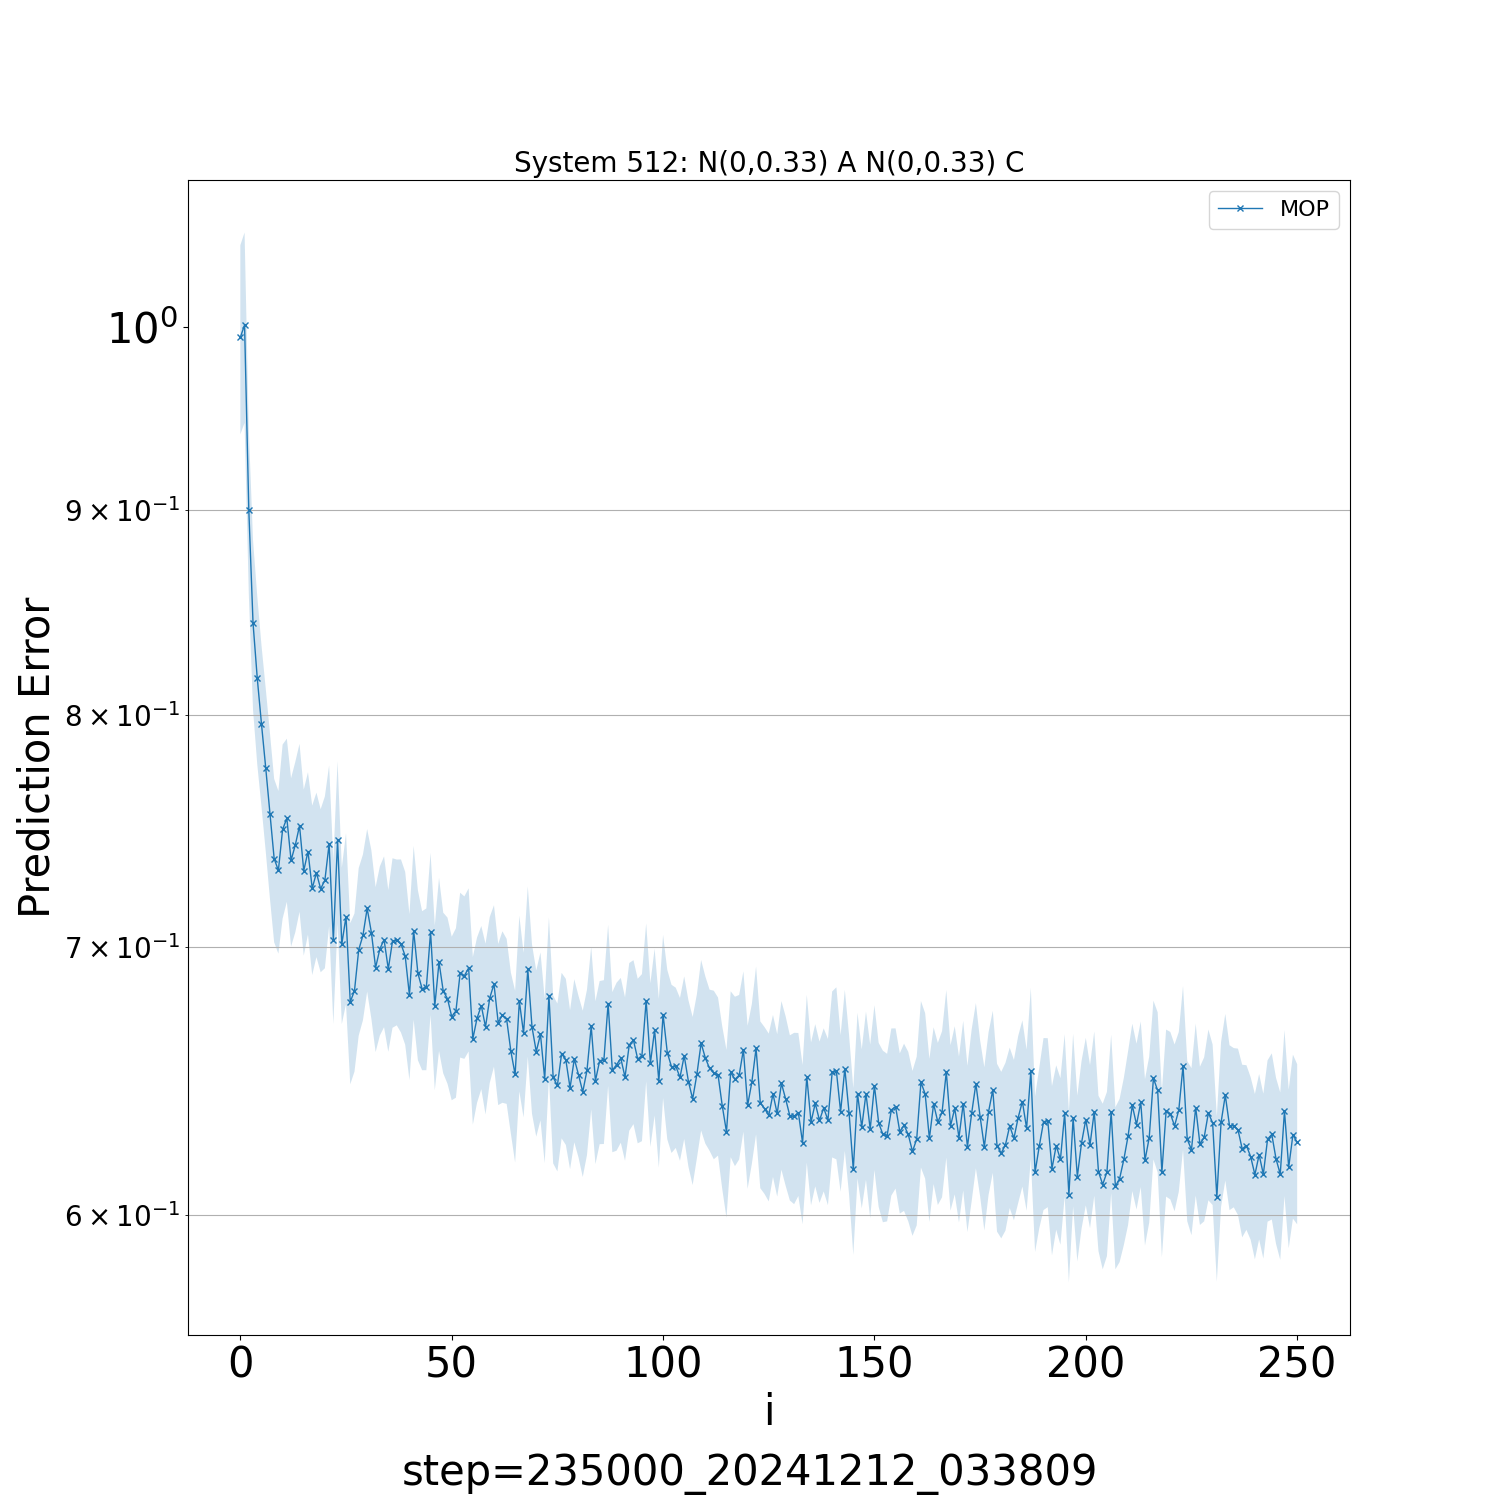 System 512: N(0,0.33) A N(0,0.33) C
MOP
10⁰
9 × 10⁻¹
8 × 10⁻¹
7 × 10⁻¹
6 × 10⁻¹
Prediction Error
0 50 100 150 200 250
i
step=235000_20241212_033809